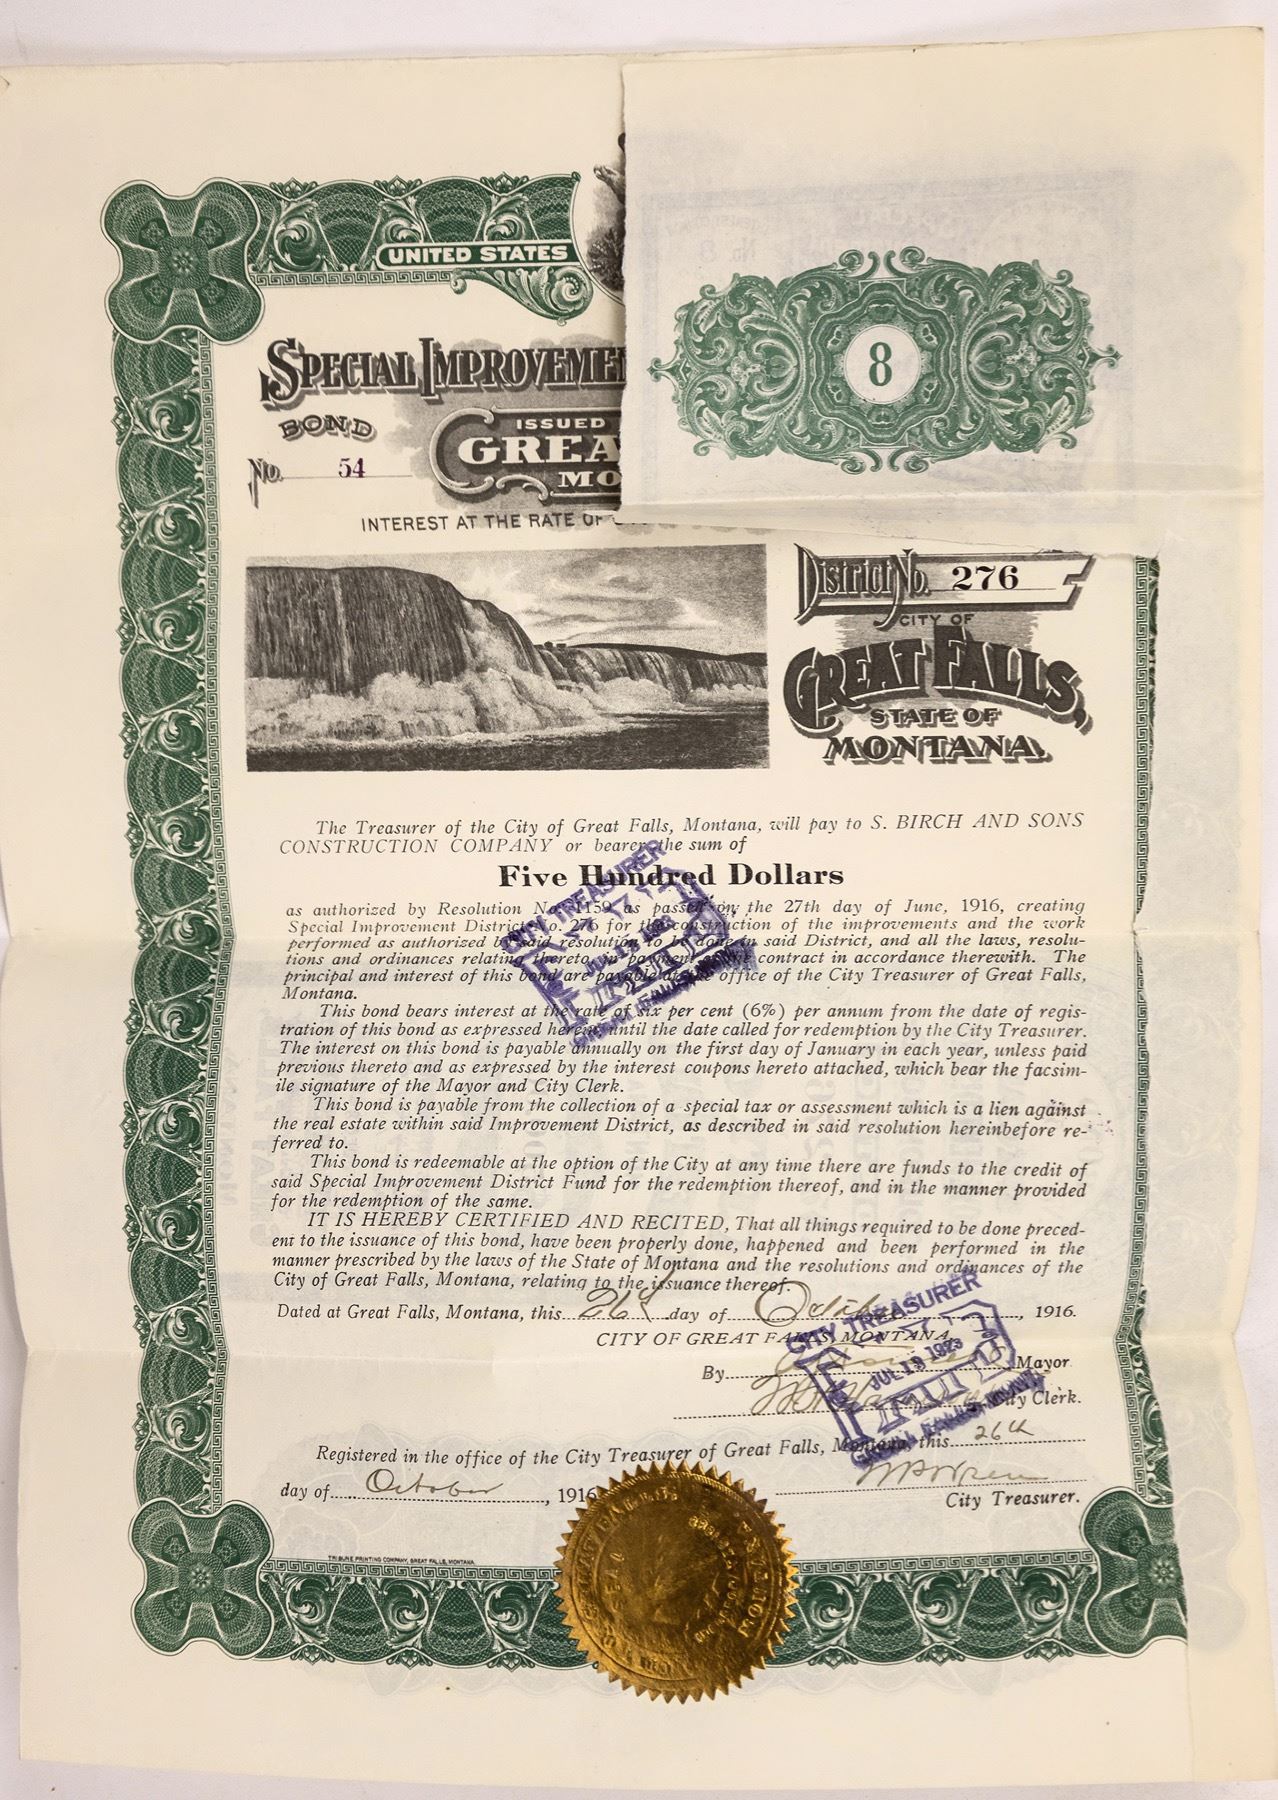 UNITED STATES
SPECIAL IMPROVEME
BOND
ISSUED
No. 54
GREA
MO
8
INTEREST AT THE RATE OF
District No. 276
CITY OF
GREAT FALLS,
STATE OF
MONTANA.
The Treasurer of the City of Great Falls, Montana, will pay to S. BIRCH AND SONS
CONSTRUCTION COMPANY or bearer the sum of
Five Hundred Dollars
as authorized by Resolution No. 1159 as passed on the 27th day of June, 1916, creating
Special Improvement District No. 276 for the construction of the improvements and the work
performed as authorized by said resolution to be done in said District, and all the laws, resolu-
tions and ordinances relating thereto, in payment of the contract in accordance therewith. The
principal and interest of this bond are payable at the office of the City Treasurer of Great Falls,
Montana.
This bond bears interest at the rate of six per cent (6%) per annum from the date of regis-
tration of this bond as expressed herein, until the date called for redemption by the City Treasurer.
The interest on this bond is payable annually on the first day of January in each year, unless paid
previous thereto and as expressed by the interest coupons hereto attached, which bear the facsim-
ile signature of the Mayor and City Clerk.
This bond is payable from the collection of a special tax or assessment which is a lien against
the real estate within said Improvement District, as described in said resolution hereinbefore re-
ferred to.
This bond is redeemable at the option of the City at any time there are funds to the credit of
said Special Improvement District Fund for the redemption thereof, and in the manner provided
for the redemption of the same.
IT IS HEREBY CERTIFIED AND RECITED, That all things required to be done preced-
ent to the issuance of this bond, have been properly done, happened and been performed in the
manner prescribed by the laws of the State of Montana and the resolutions and ordinances of the
City of Great Falls, Montana, relating to the issuance thereof.
Dated at Great Falls, Montana, this 26th day of October, 1916.
CITY OF GREAT FALLS, MONTANA,
By Mayor
City Clerk.
CITY TREASURER
PAID
JUL 19 1923
GREAT FALLS, MONT.
CITY TREASURER
PAID
JUL 19 1923
GREAT FALLS, MONT.
Registered in the office of the City Treasurer of Great Falls, Montana, this 26th
day of October, 1916
City Treasurer.
TRIBUNE PRINTING COMPANY, GREAT FALLS, MONTANA